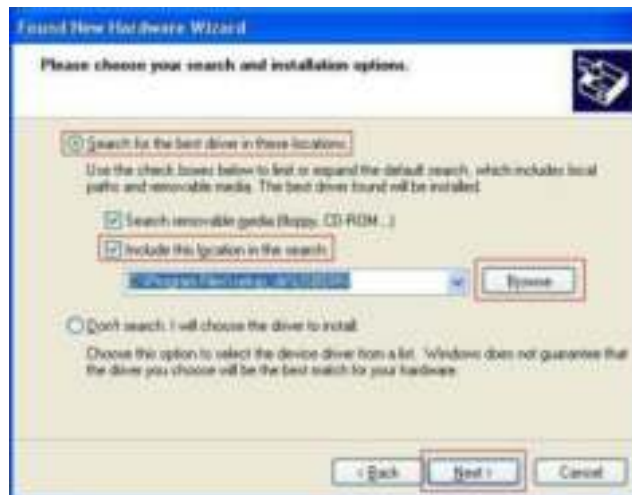 Found New Hardware Wizard
Please choose your search and installation options.
Search for the best driver in these locations.
Use the check boxes below to limit or expand the default search, which includes local
paths and removable media. The best driver found will be installed.
Search removable media (floppy, CD-ROM...)
Include this location in the search:
C:\Program Files\
Browse
Don't search. I will choose the driver to install.
Choose this option to select the device driver from a list. Windows does not guarantee that
the driver you choose will be the best match for your hardware.
< Back
Next >
Cancel